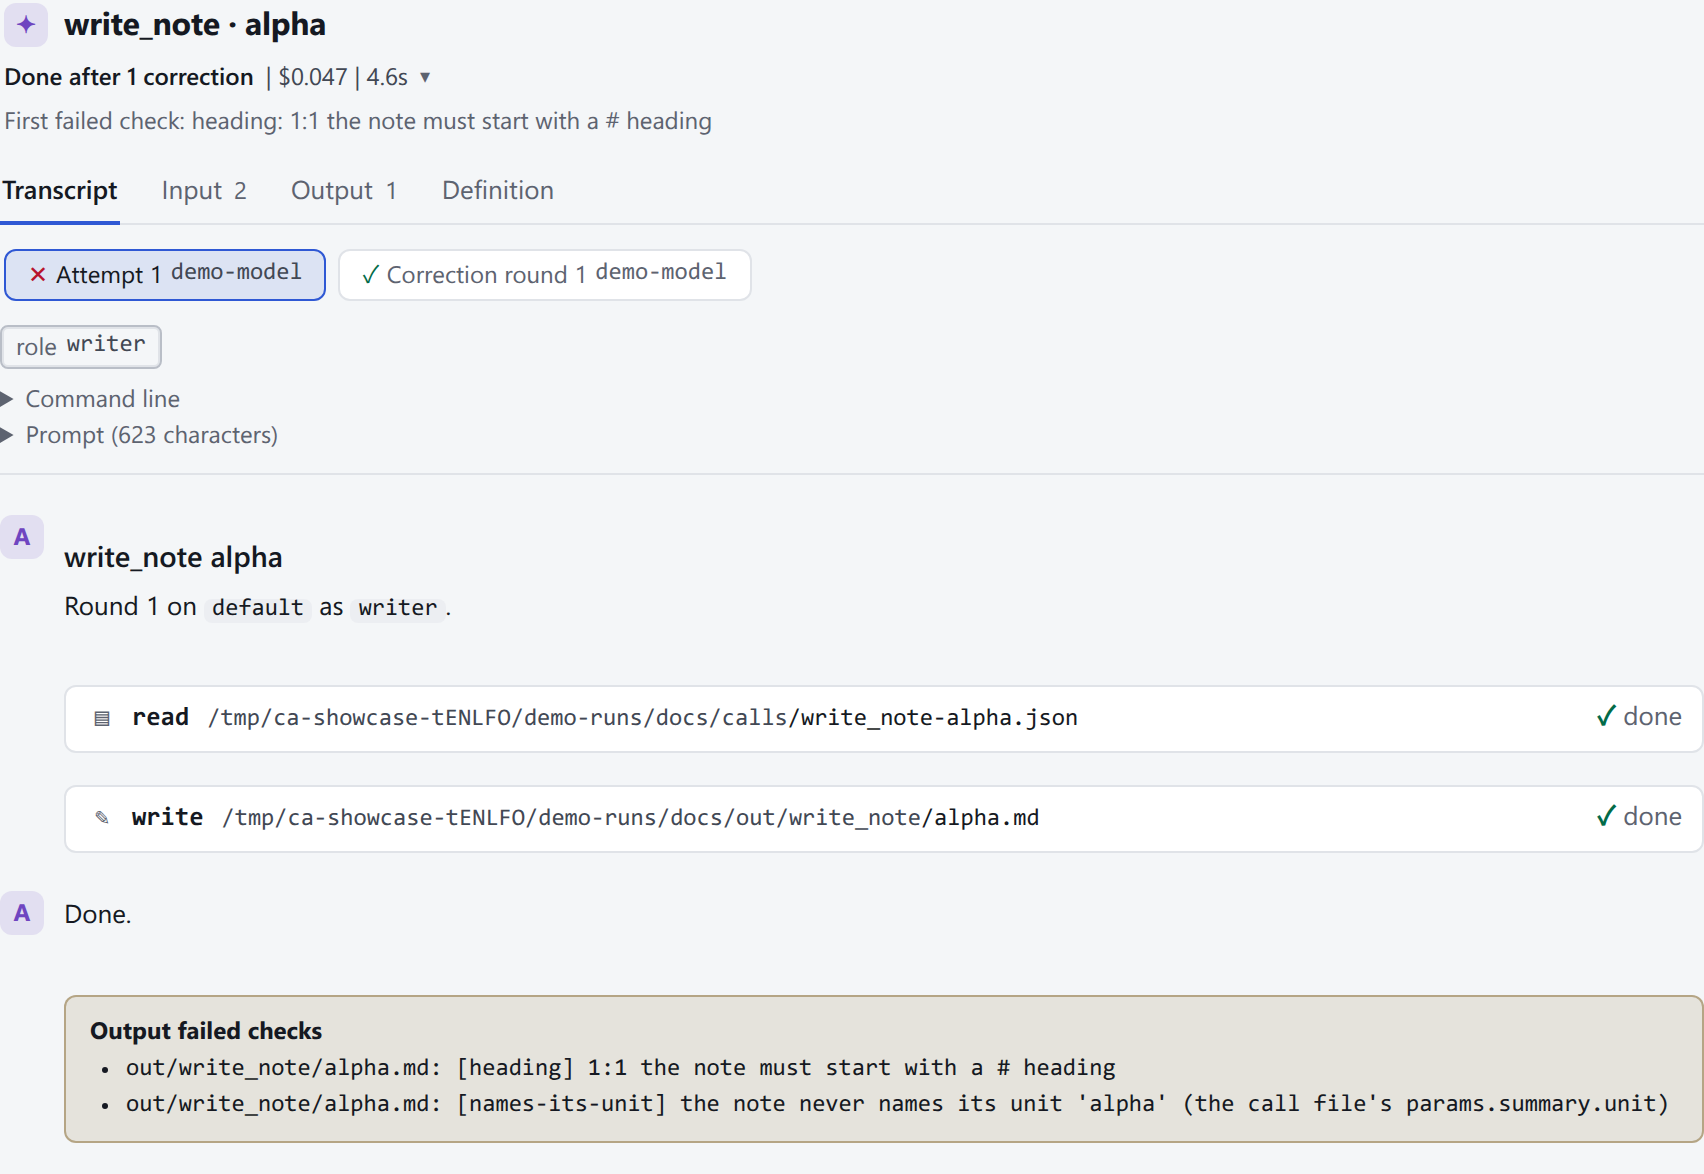 write_note · alpha
Done after 1 correction | $0.047 | 4.6s ▼
First failed check: heading: 1:1 the note must start with a # heading
Transcript Input 2 Output 1 Definition
✕ Attempt 1 demo-model ✓ Correction round 1 demo-model
role writer
▶ Command line
▶ Prompt (623 characters)
A
write_note alpha
Round 1 on default as writer.
read /tmp/ca-showcase-tENLFO/demo-runs/docs/calls/write_note-alpha.json ✓ done
write /tmp/ca-showcase-tENLFO/demo-runs/docs/out/write_note/alpha.md ✓ done
A Done.
Output failed checks
• out/write_note/alpha.md: [heading] 1:1 the note must start with a # heading
• out/write_note/alpha.md: [names-its-unit] the note never names its unit 'alpha' (the call file's params.summary.unit)